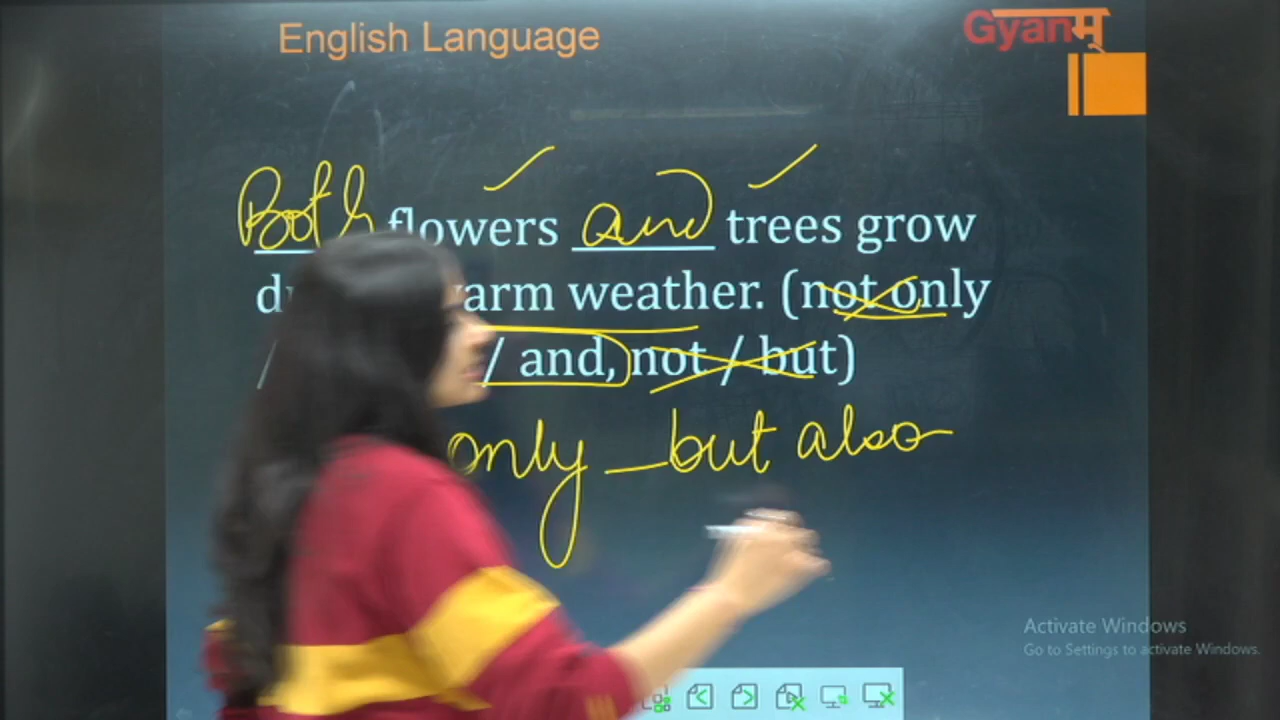 English Language
Gyanम्
Both flowers and trees grow
warm weather. (not only
/ / and, not / but)
only — but also
Activate Windows
Go to Settings to activate Windows.